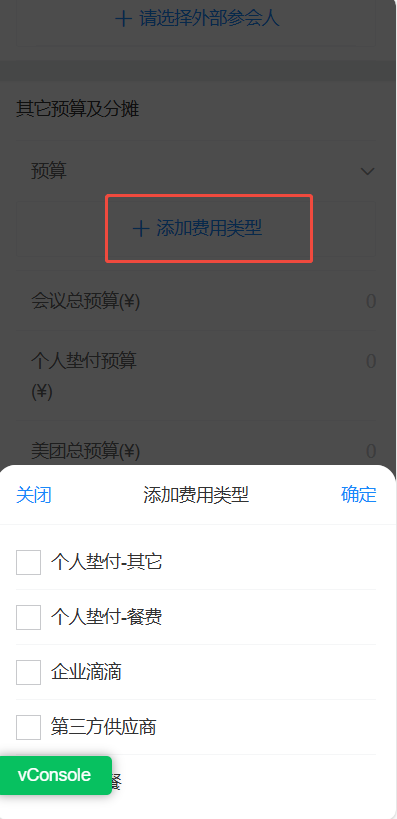 + 请选择外部参会人
其它预算及分摊
预算
+ 添加费用类型
会议总预算(¥) 0
个人垫付预算 0
(¥)
美团总预算(¥) 0
关闭 添加费用类型 确定
个人垫付-其它
个人垫付-餐费
企业滴滴
第三方供应商
vConsole 餐